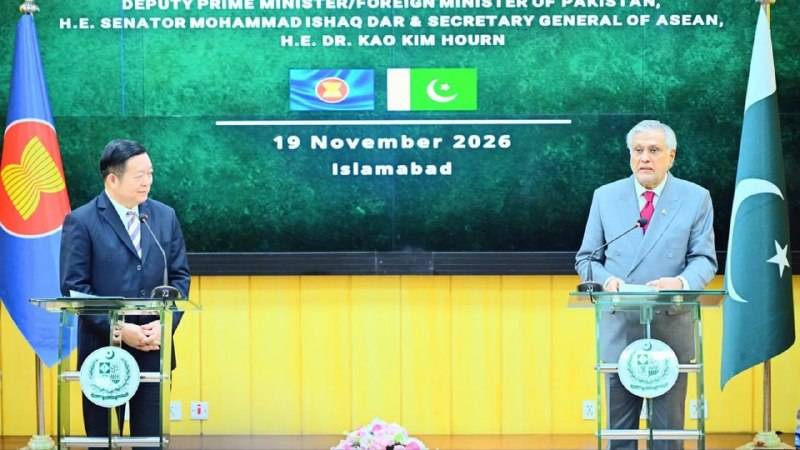 DEPUTY PRIME MINISTER/FOREIGN MINISTER OF PAKISTAN,
H.E. SENATOR MOHAMMAD ISHAQ DAR & SECRETARY GENERAL OF ASEAN,
H.E. DR. KAO KIM HOURN
19 November 2026
Islamabad